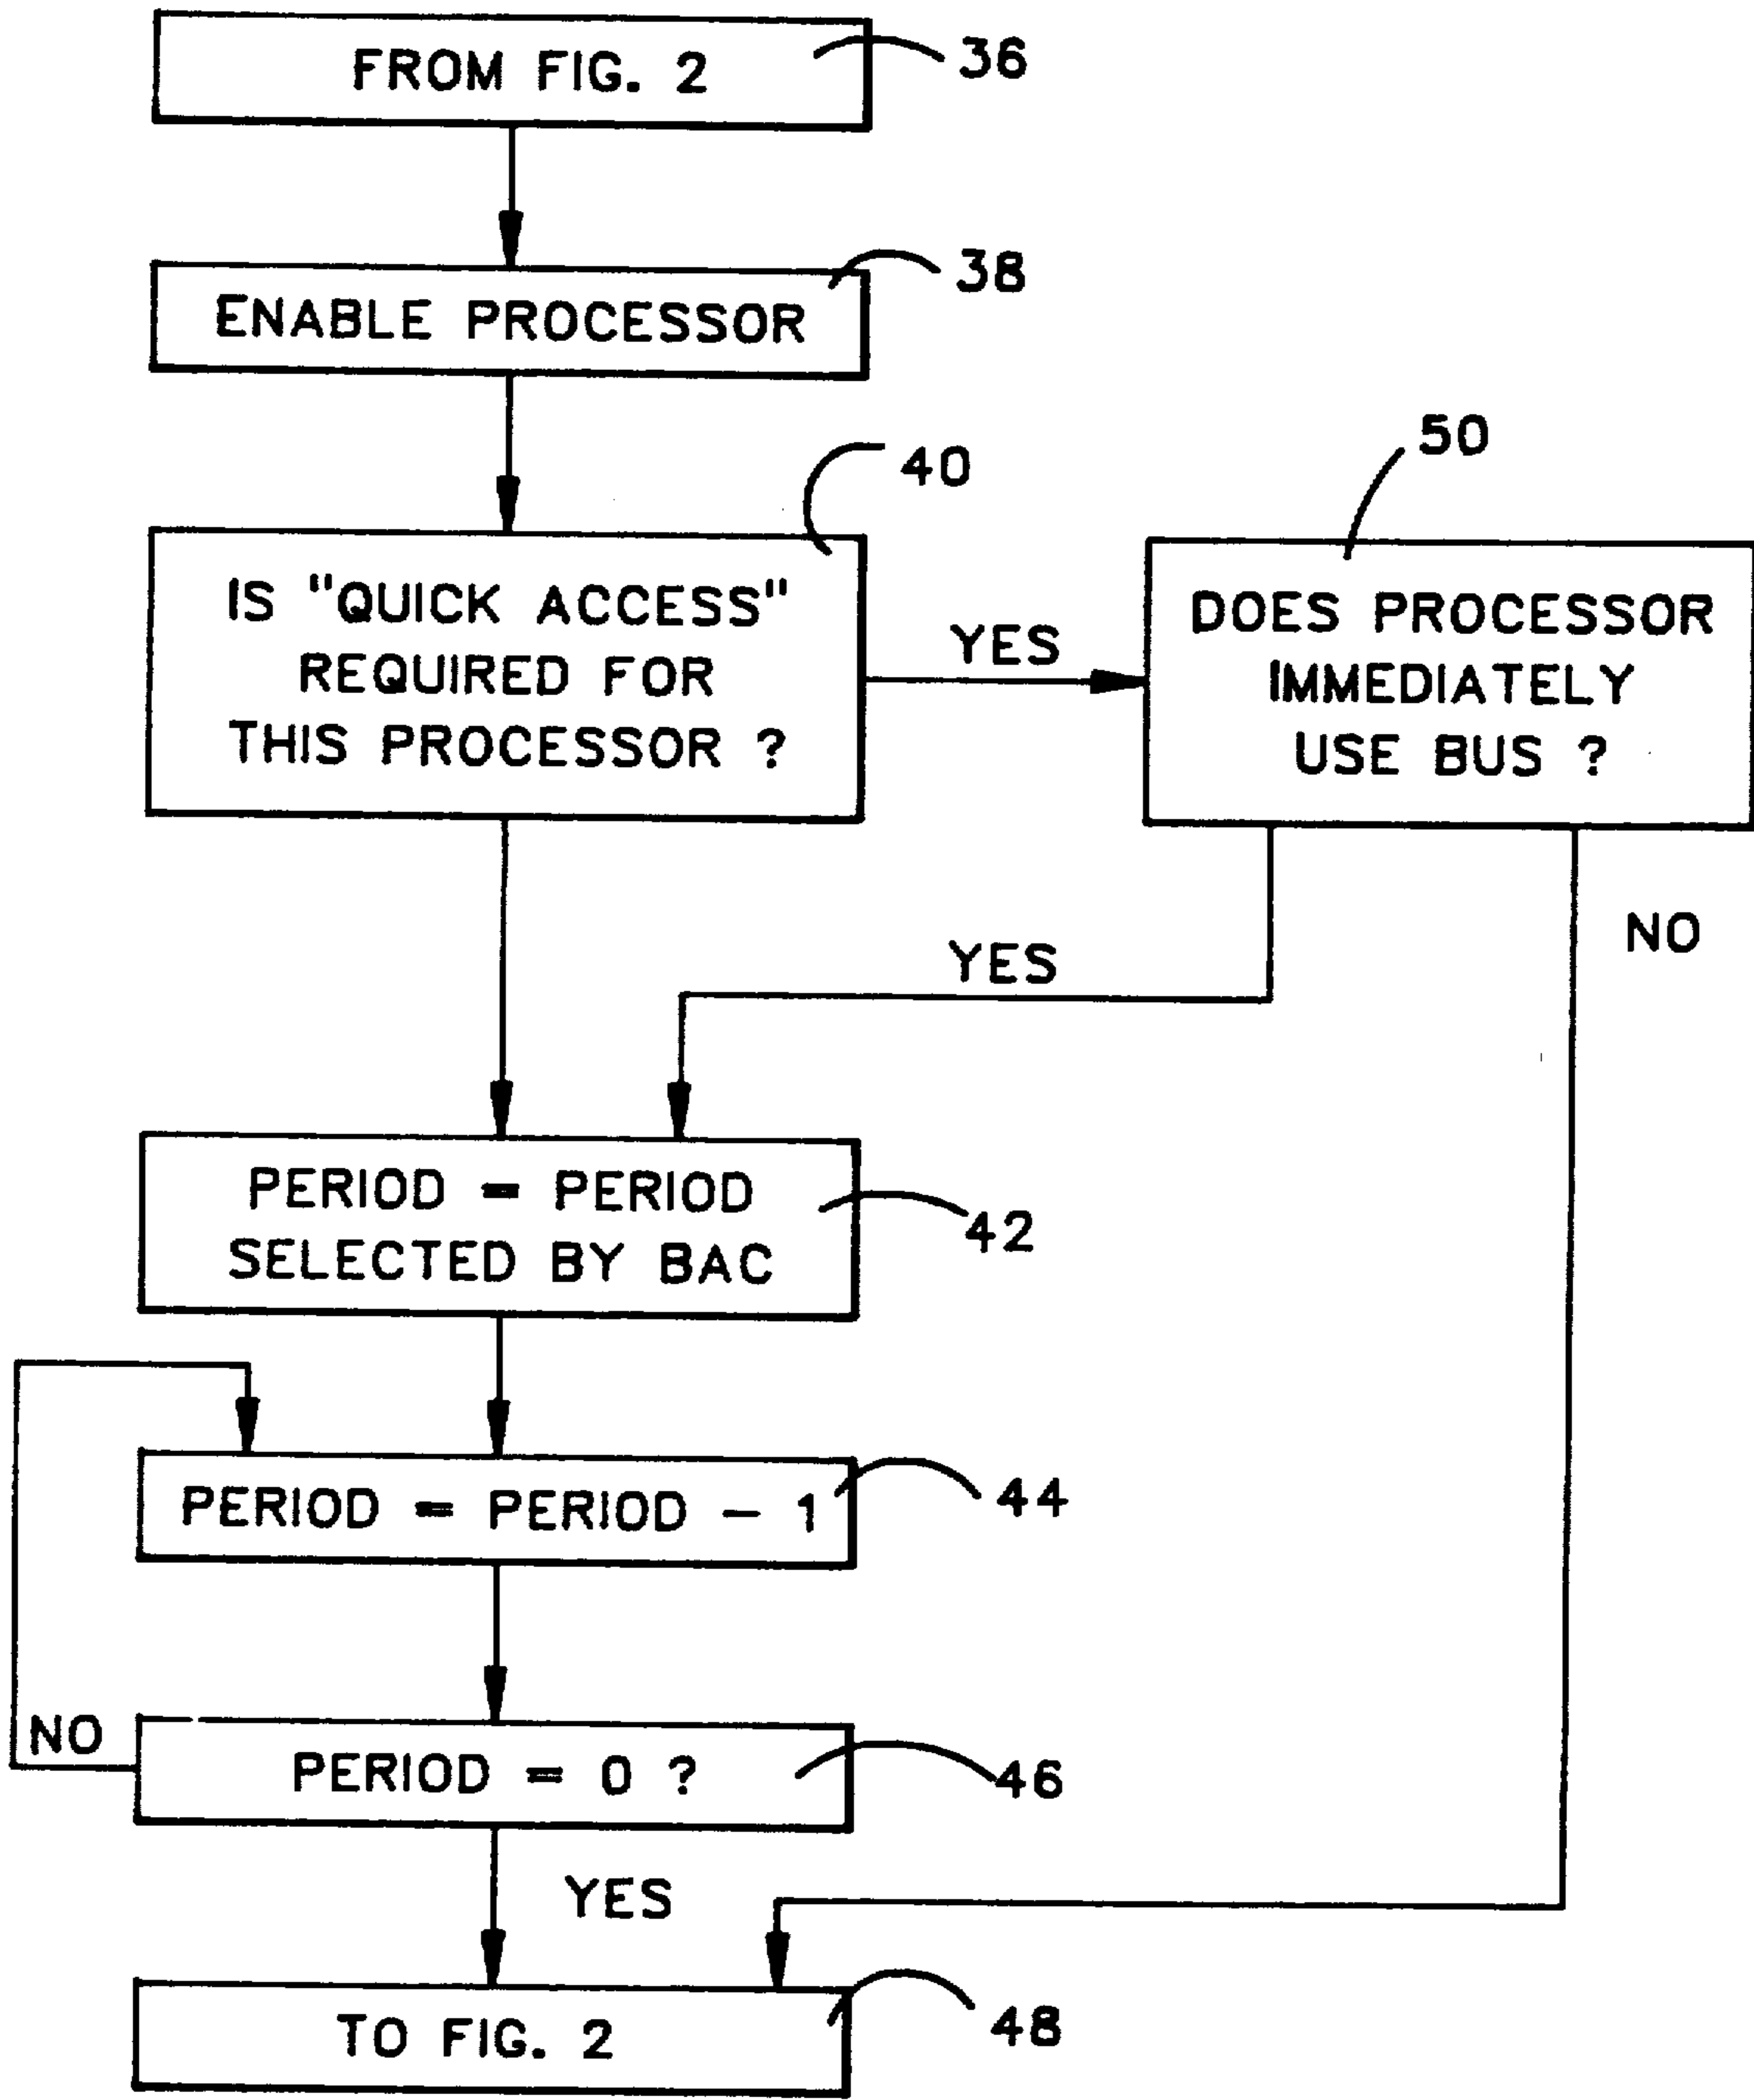 FROM FIG. 2
36
ENABLE PROCESSOR
38
IS "QUICK ACCESS"
REQUIRED FOR
THIS PROCESSOR ?
40
YES
DOES PROCESSOR
IMMEDIATELY
USE BUS ?
50
YES
NO
PERIOD = PERIOD
SELECTED BY BAC
42
PERIOD = PERIOD - 1
44
NO
PERIOD = 0 ?
46
YES
TO FIG. 2
48